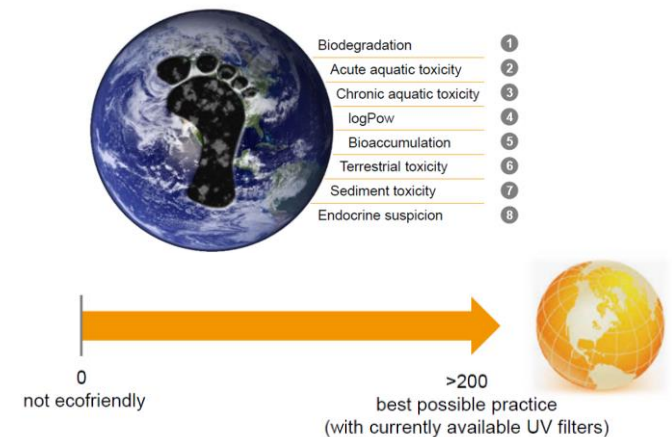 Biodegradation 1
Acute aquatic toxicity 2
Chronic aquatic toxicity 3
logPow 4
Bioaccumulation 5
Terrestrial toxicity 6
Sediment toxicity 7
Endocrine suspicion 8
0
not ecofriendly
>200
best possible practice
(with currently available UV filters)